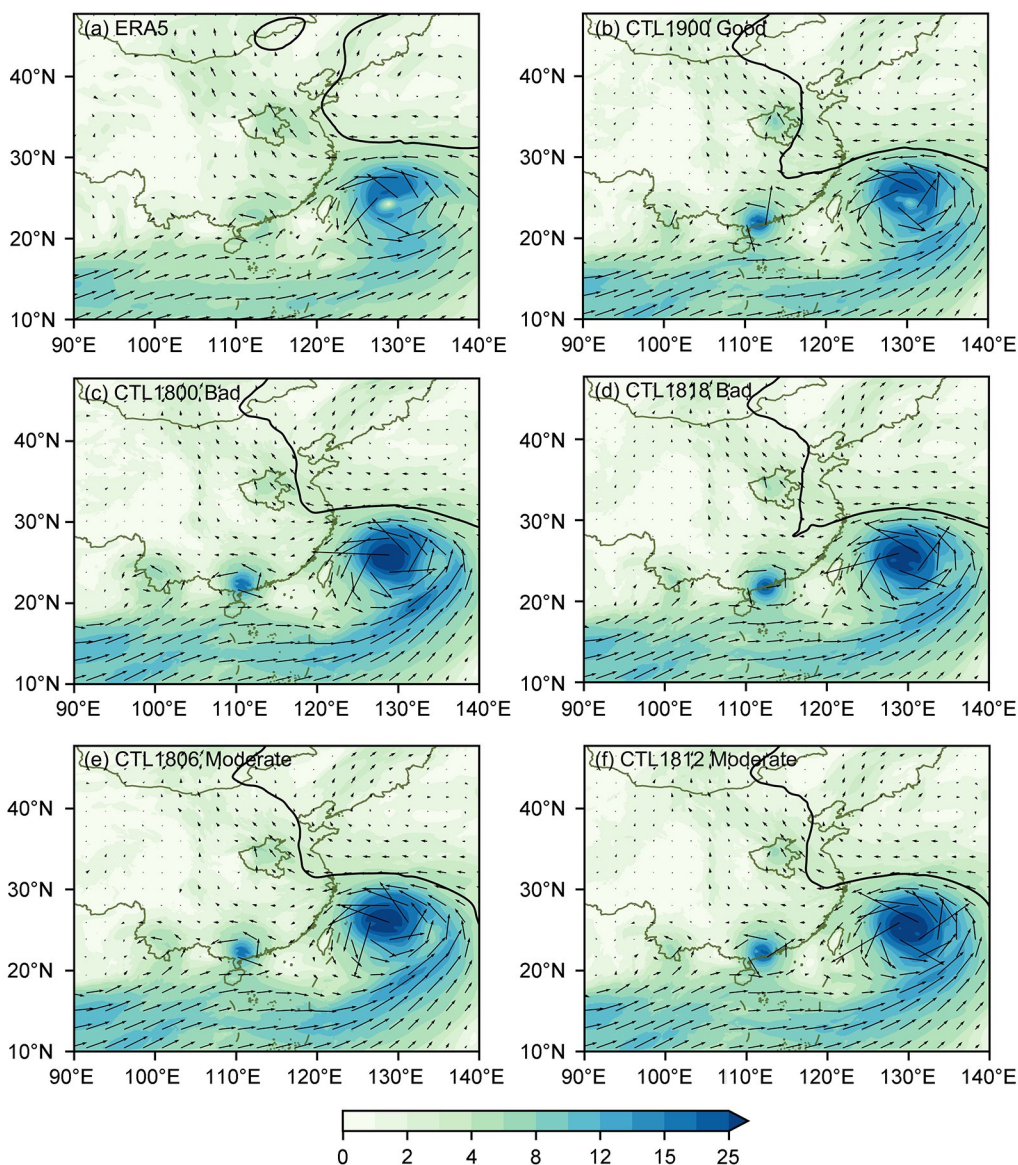 (a) ERA5
(b) CTL1900 Good
40°N
30°N
20°N
10°N
90°E 100°E 110°E 120°E 130°E 140°E
40°N
30°N
20°N
10°N
90°E 100°E 110°E 120°E 130°E 140°E
(c) CTL1800 Bad
(d) CTL1818 Bad
40°N
30°N
20°N
10°N
90°E 100°E 110°E 120°E 130°E 140°E
40°N
30°N
20°N
10°N
90°E 100°E 110°E 120°E 130°E 140°E
(e) CTL1806 Moderate
(f) CTL1812 Moderate
40°N
30°N
20°N
10°N
90°E 100°E 110°E 120°E 130°E 140°E
40°N
30°N
20°N
10°N
90°E 100°E 110°E 120°E 130°E 140°E
0 2 4 8 12 15 25